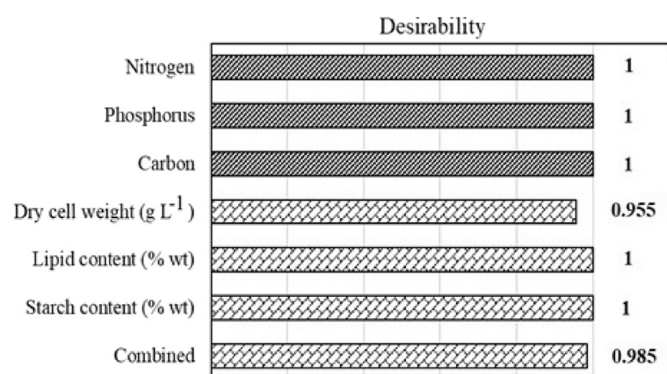 Desirability
Nitrogen 1
Phosphorus 1
Carbon 1
Dry cell weight (g L⁻¹ ) 0.955
Lipid content (% wt) 1
Starch content (% wt) 1
Combined 0.985